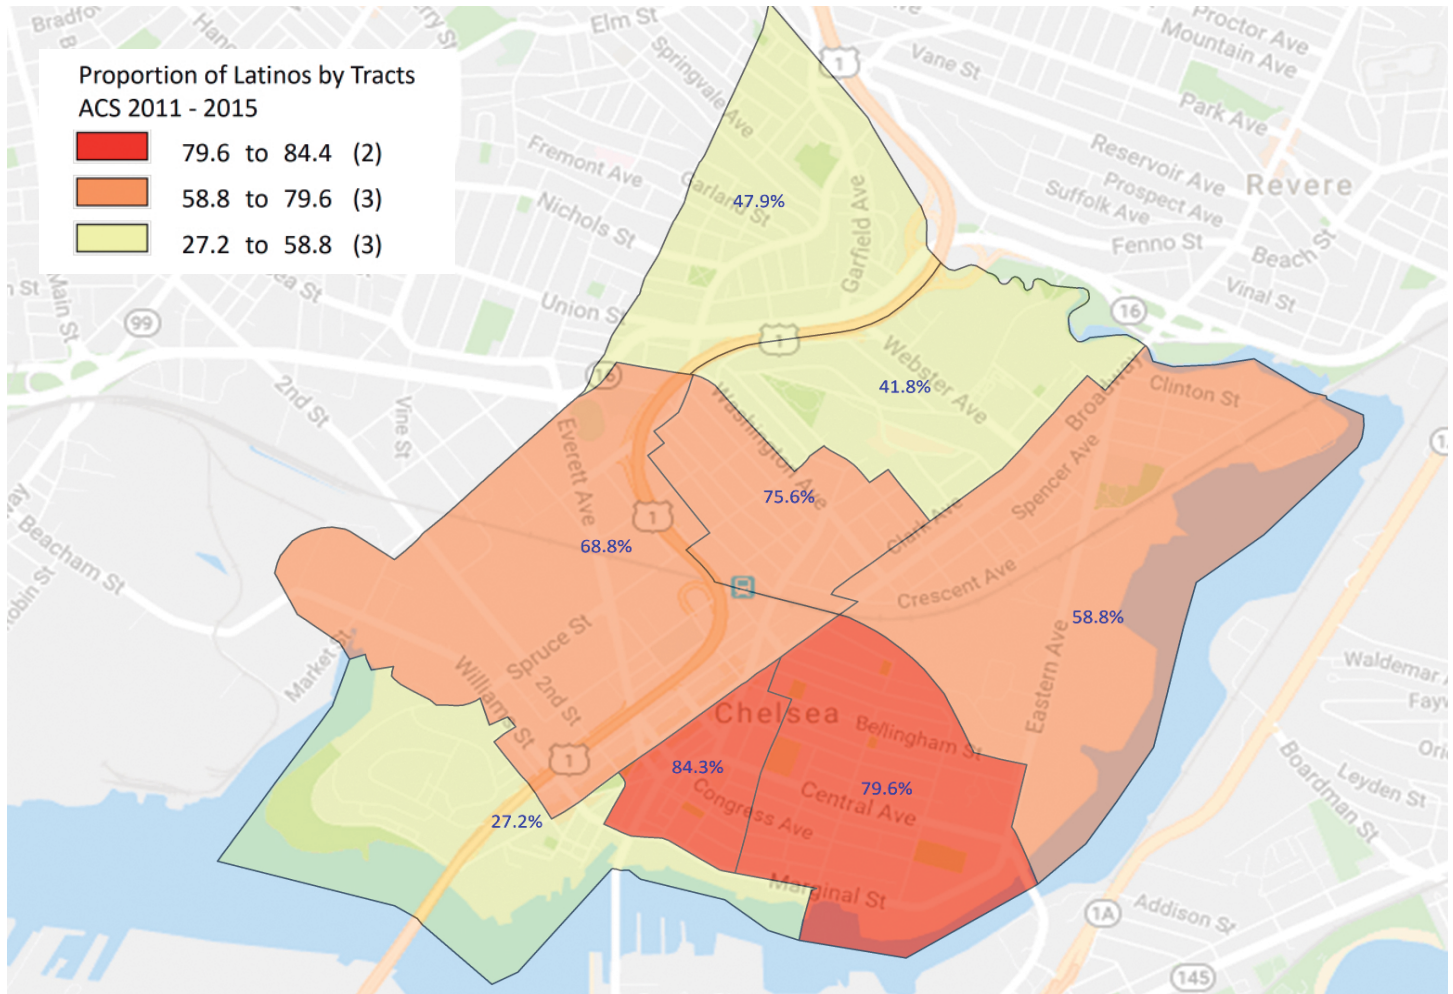 Proportion of Latinos by Tracts
ACS 2011 - 2015
79.6 to 84.4 (2)
58.8 to 79.6 (3)
27.2 to 58.8 (3)
Elm St
Springvale Ave
1
Vane St
Proctor Ave
Mountain Ave
Park Ave
Reservoir Ave
Prospect Ave
Suffolk Ave
Revere
Fenno St
Beach St
Vinal St
Fremont Ave
Garland St
Nichols St
Garfield Ave
47.9%
Main St
99
Union St
1
16
16
Webster Ave
41.8%
Broadway
Clinton St
2nd St
Vine St
Everett Ave
Washington Ave
75.6%
Spencer Ave
Clark Ave
Crescent Ave
1
68.8%
58.8%
Beacham St
Market St
Spruce St
2nd St
Williams St
Eastern Ave
Waldemar
Chelsea
Bellingham St
1
84.3%
79.6%
Central Ave
Congress Ave
27.2%
Marginal St
Boardman St
Leyden St
1A
Addison St
145